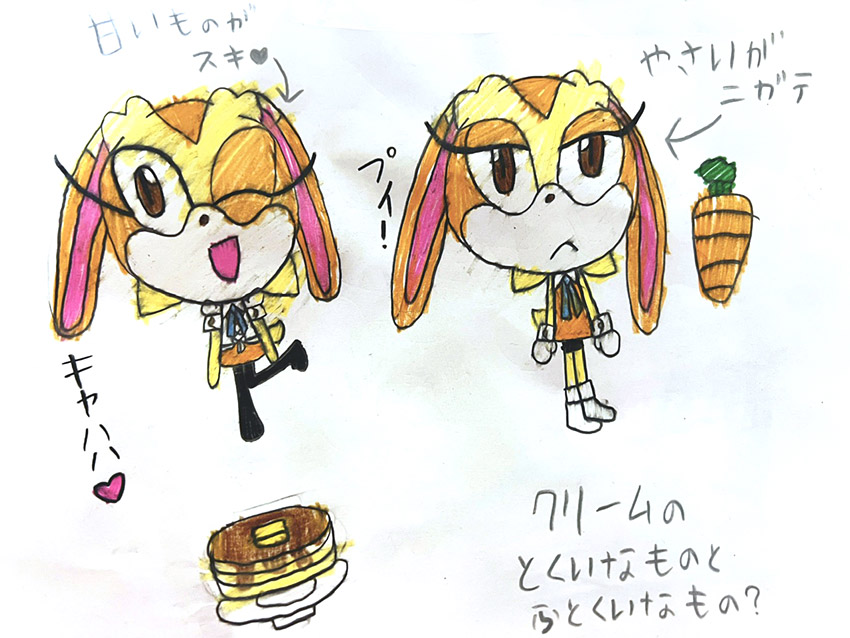 甘いものが
スキ♥
やさいが
ニガテ
プイ!
キャハハ♥
クリームの
とくいなものと
ふとくいなもの?